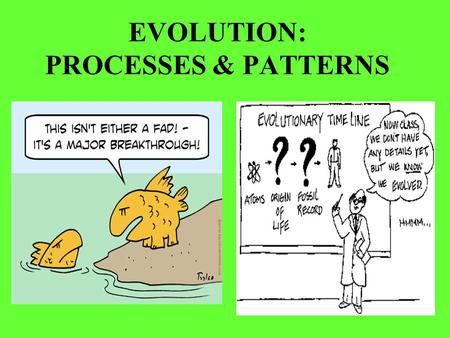 EVOLUTION:
PROCESSES & PATTERNS
THIS ISN'T EITHER A FAD! -
IT'S A MAJOR BREAKTHROUGH!
EVOLUTIONARY TIME LINE
? ?
ATOMS ORIGIN OF LIFE FOSSIL RECORD
NOW CLASS,
WE DON'T HAVE
ANY DETAILS YET,
BUT WE KNOW
WE EVOLVED.
HMMM...